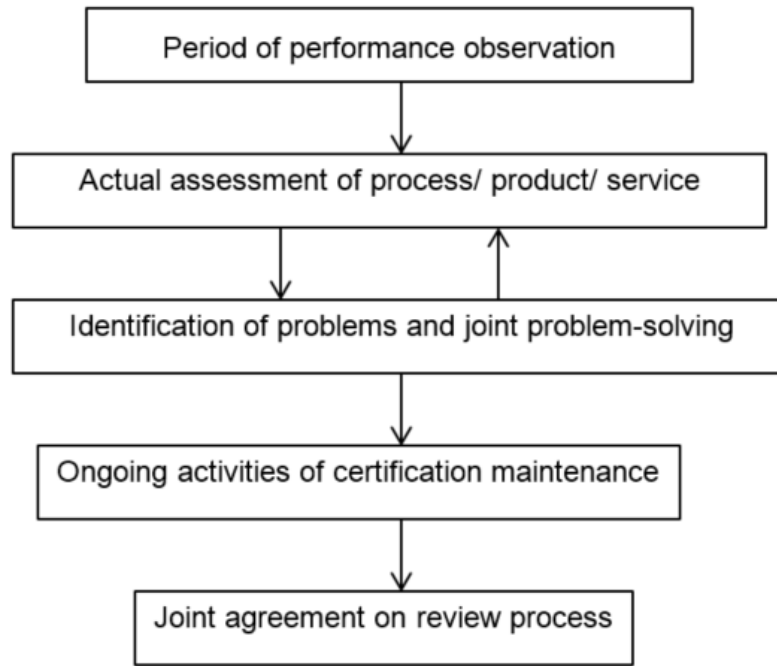 Period of performance observation
Actual assessment of process/ product/ service
Identification of problems and joint problem-solving
Ongoing activities of certification maintenance
Joint agreement on review process